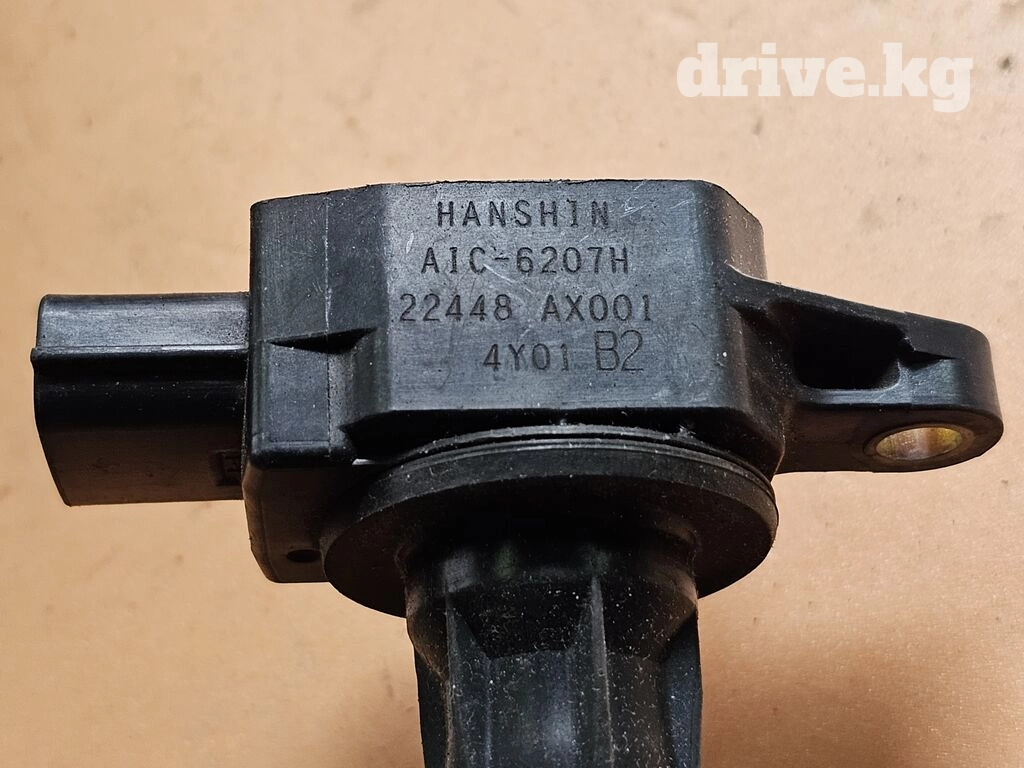 drive.kg
HANSHIN
AIC-6207H
22448 AX001
4Y01 B2